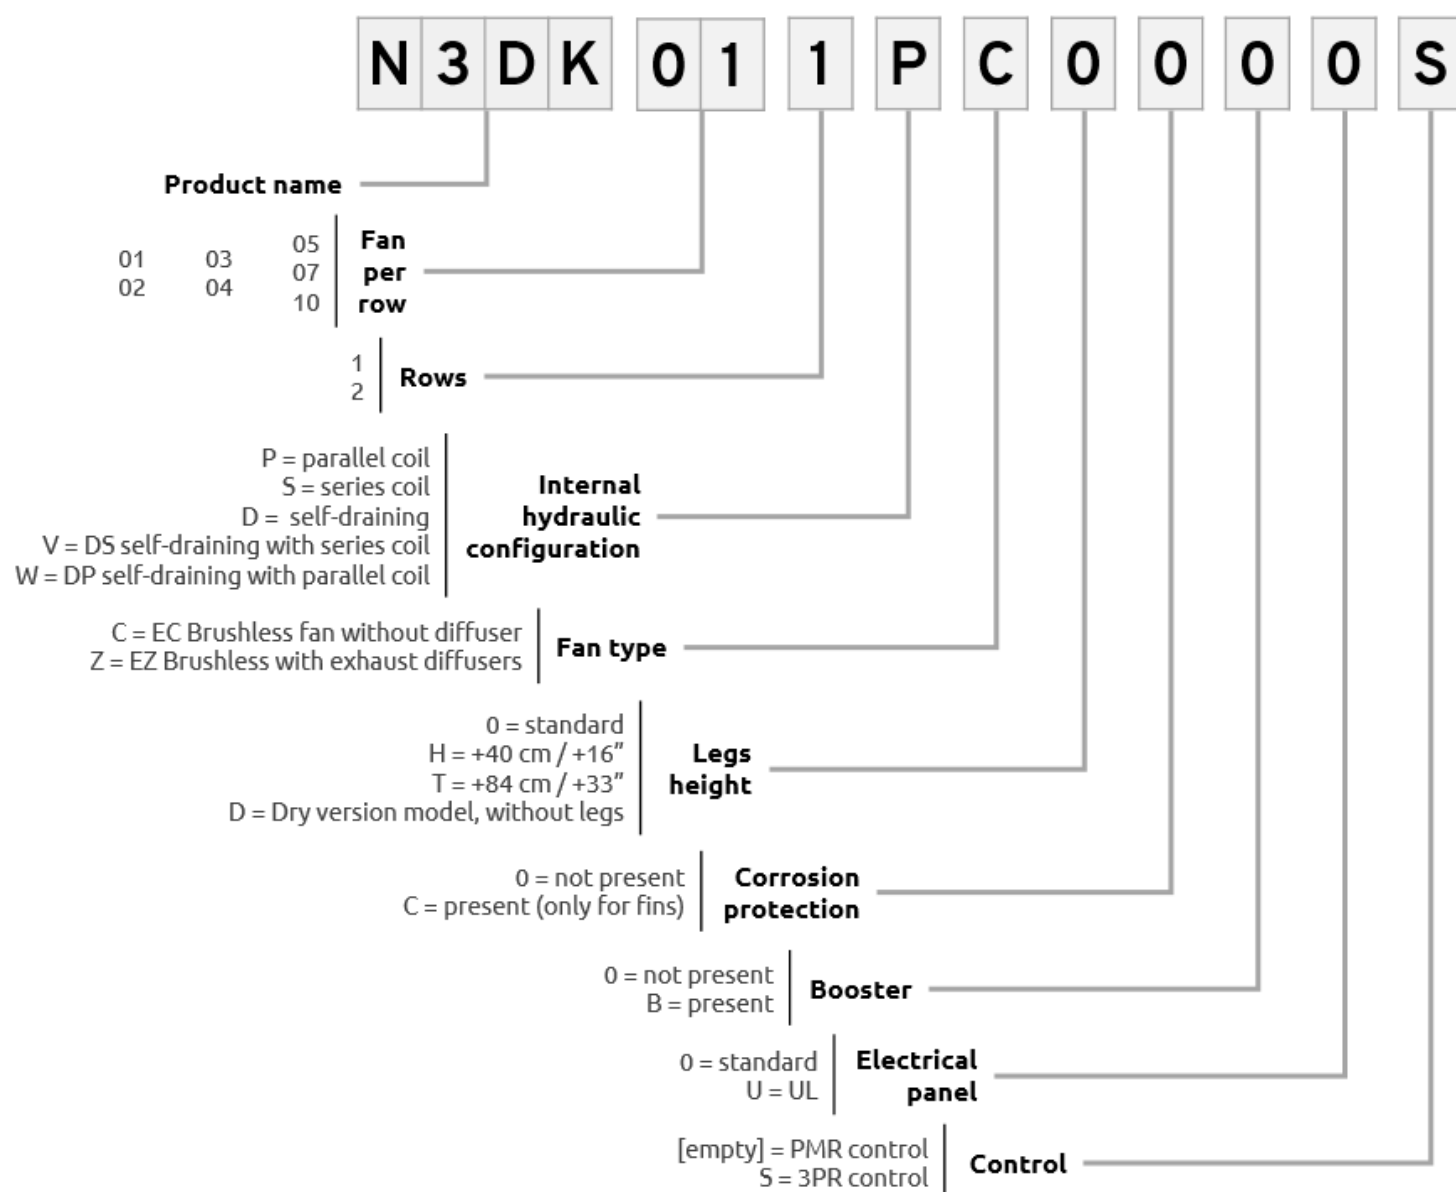 N3DK 01 1 P C 0 0 0 0 S
Product name
01 03 05
02 04 07
10
Fan
per
row
1
2
Rows
P = parallel coil
S = series coil
D =  self-draining
V = DS self-draining with series coil
W = DP self-draining with parallel coil
Internal
hydraulic
configuration
C = EC Brushless fan without diffuser
Z = EZ Brushless with exhaust diffusers
Fan type
0 = standard
H = +40 cm / +16”
T = +84 cm / +33”
D = Dry version model, without legs
Legs
height
0 = not present
C = present (only for fins)
Corrosion
protection
0 = not present
B = present
Booster
0 = standard
U = UL
Electrical
panel
[empty] = PMR control
S = 3PR control
Control